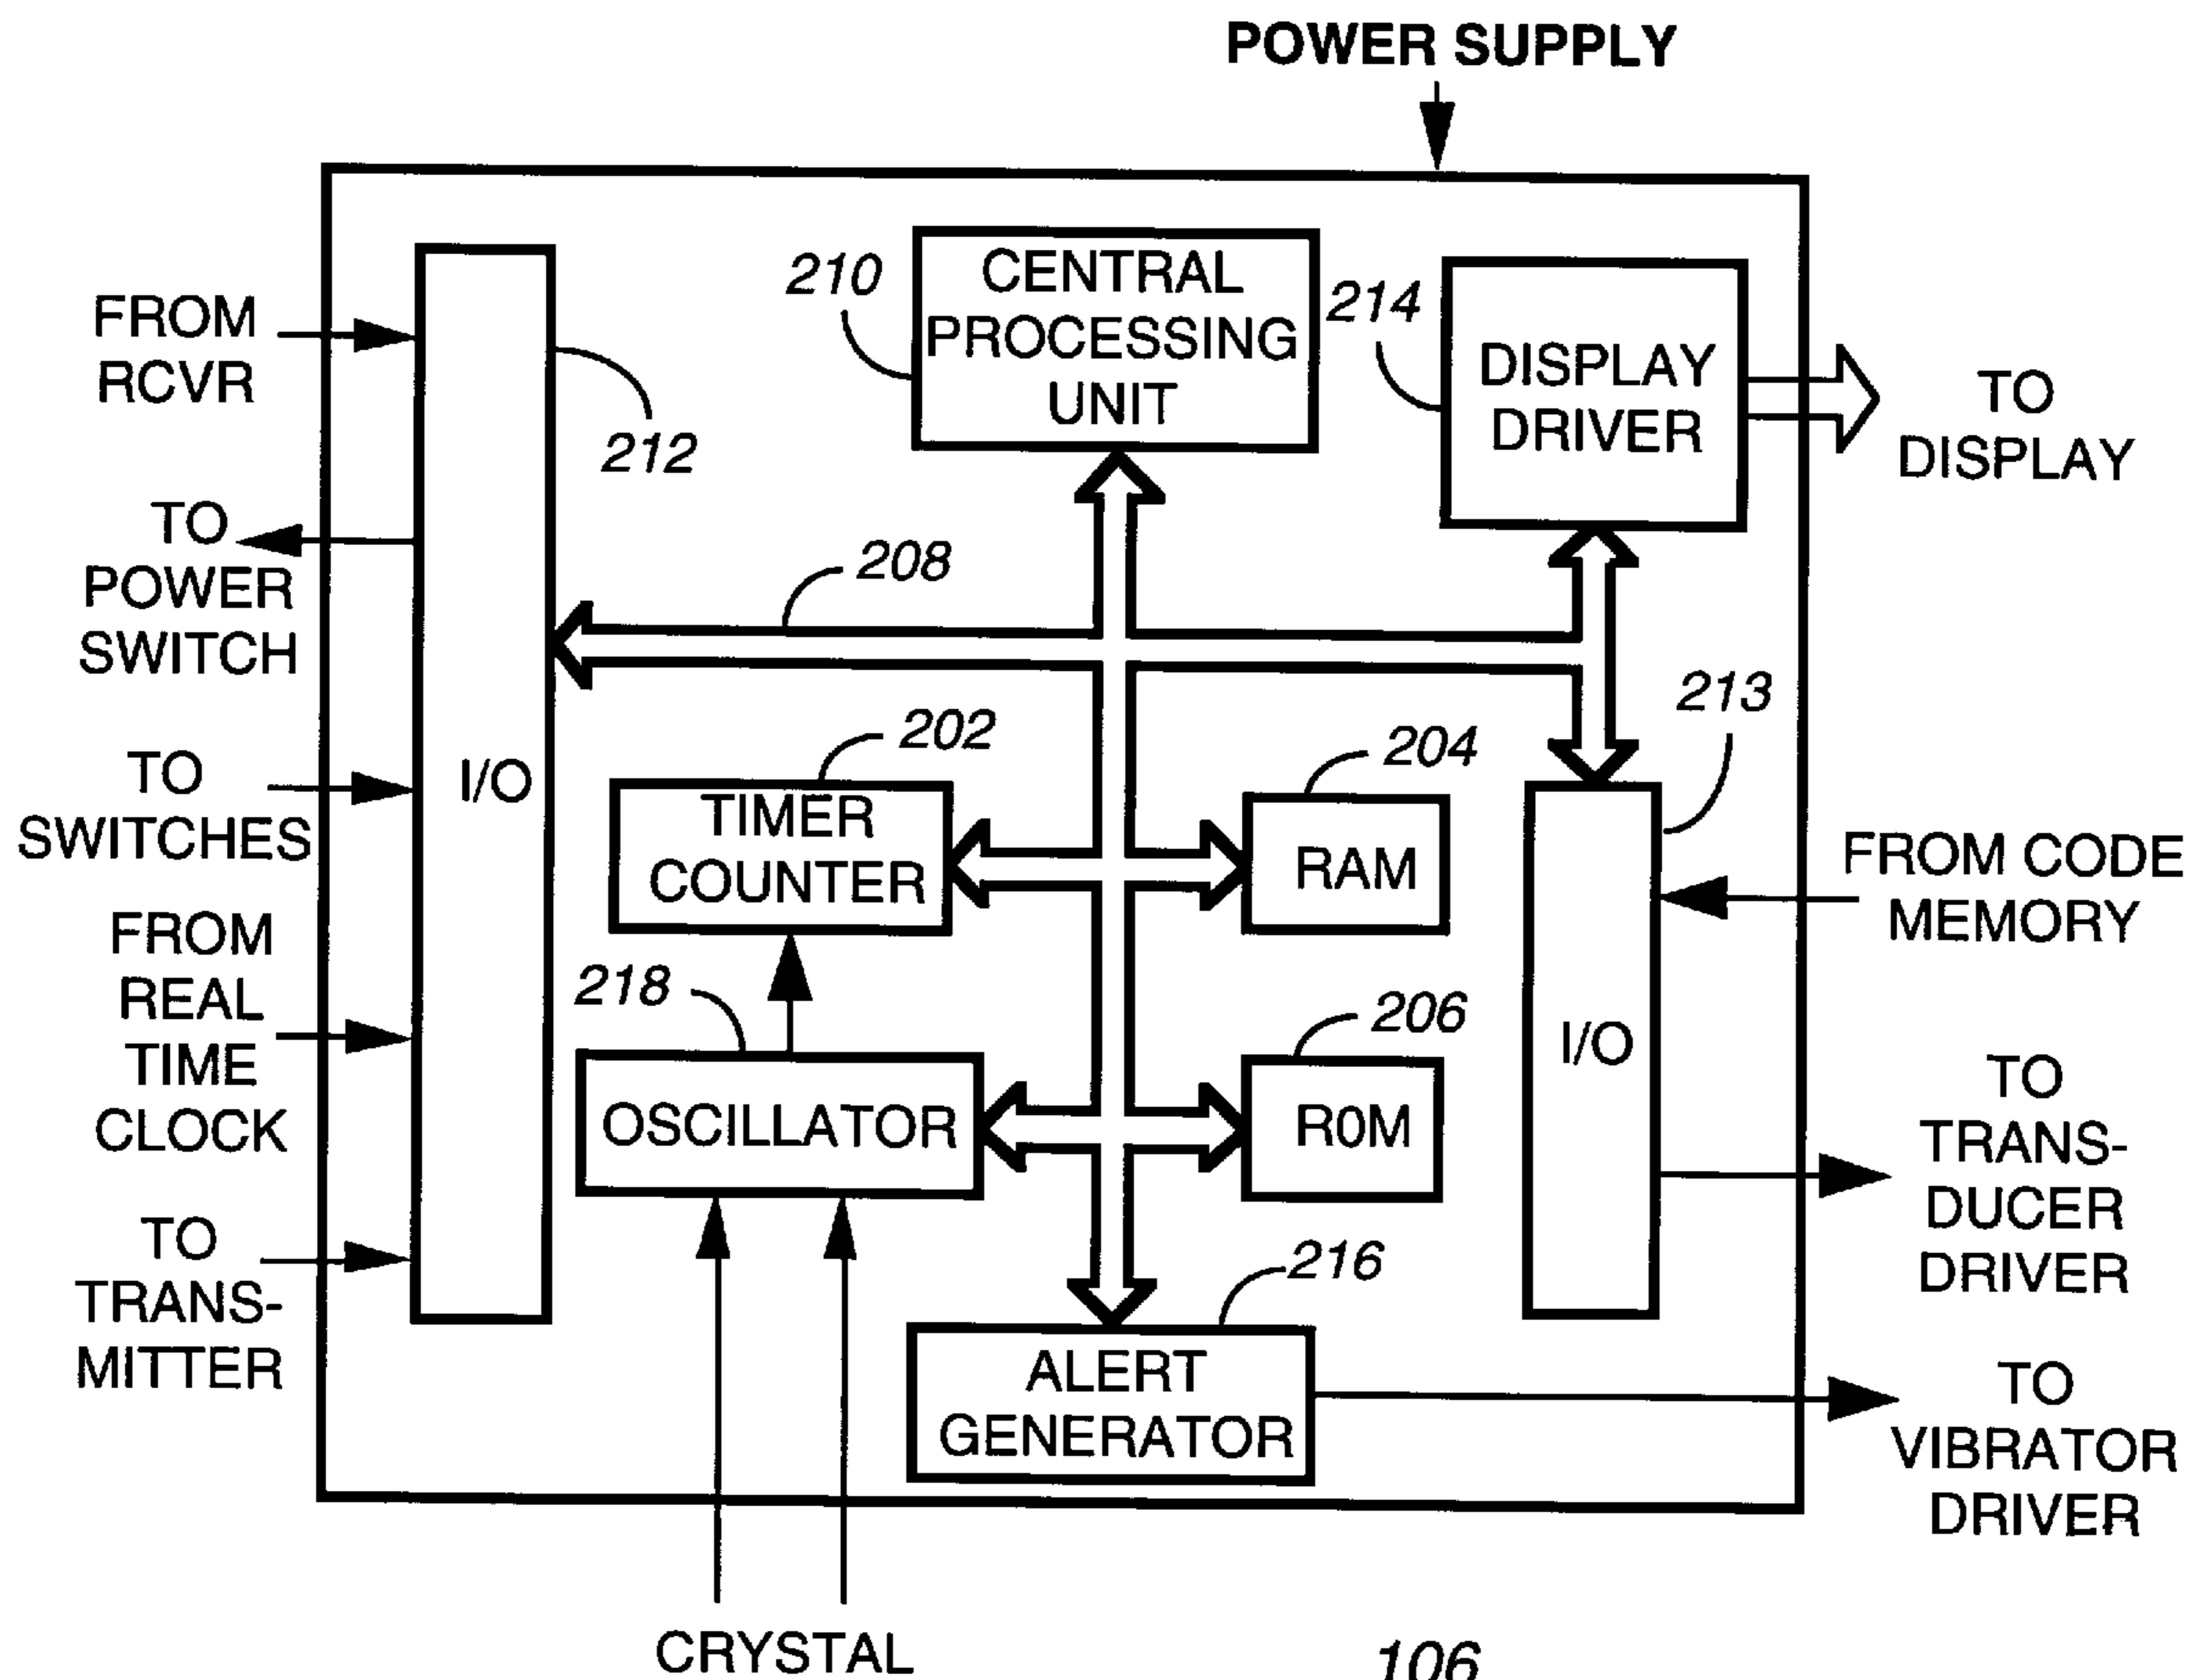 POWER SUPPLY
FROM
RCVR
TO
POWER
SWITCH
TO
SWITCHES
FROM
REAL
TIME
CLOCK
TO
TRANS-
MITTER
I/O
212
210
CENTRAL
PROCESSING
UNIT
214
DISPLAY
DRIVER
TO
DISPLAY
208
202
TIMER
COUNTER
204
RAM
213
I/O
FROM CODE
MEMORY
218
OSCILLATOR
206
R0M
TO
TRANS-
DUCER
DRIVER
216
ALERT
GENERATOR
TO
VIBRATOR
DRIVER
CRYSTAL
106